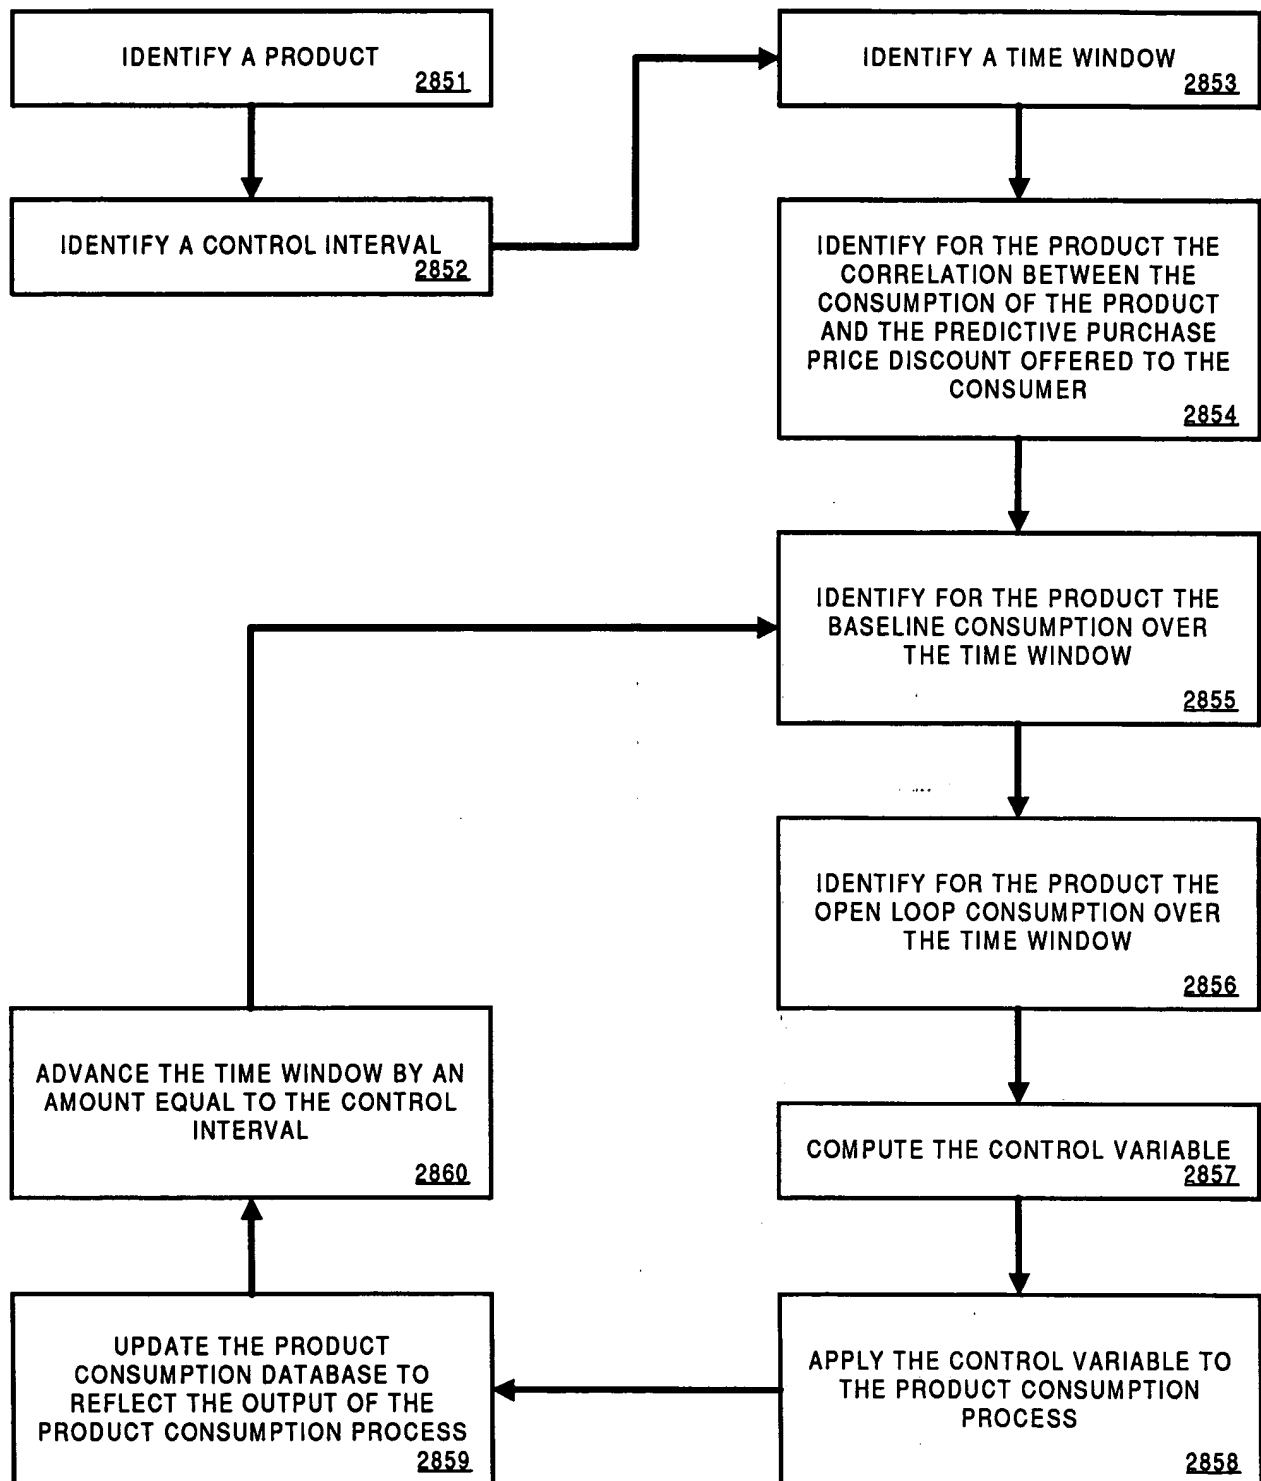 IDENTIFY A PRODUCT
2851
IDENTIFY A CONTROL INTERVAL
2852
IDENTIFY A TIME WINDOW
2853
IDENTIFY FOR THE PRODUCT THE
CORRELATION BETWEEN THE
CONSUMPTION OF THE PRODUCT
AND THE PREDICTIVE PURCHASE
PRICE DISCOUNT OFFERED TO THE
CONSUMER
2854
IDENTIFY FOR THE PRODUCT THE
BASELINE CONSUMPTION OVER
THE TIME WINDOW
2855
IDENTIFY FOR THE PRODUCT THE
OPEN LOOP CONSUMPTION OVER
THE TIME WINDOW
2856
COMPUTE THE CONTROL VARIABLE
2857
APPLY THE CONTROL VARIABLE TO
THE PRODUCT CONSUMPTION
PROCESS
2858
UPDATE THE PRODUCT
CONSUMPTION DATABASE TO
REFLECT THE OUTPUT OF THE
PRODUCT CONSUMPTION PROCESS
2859
ADVANCE THE TIME WINDOW BY AN
AMOUNT EQUAL TO THE CONTROL
INTERVAL
2860